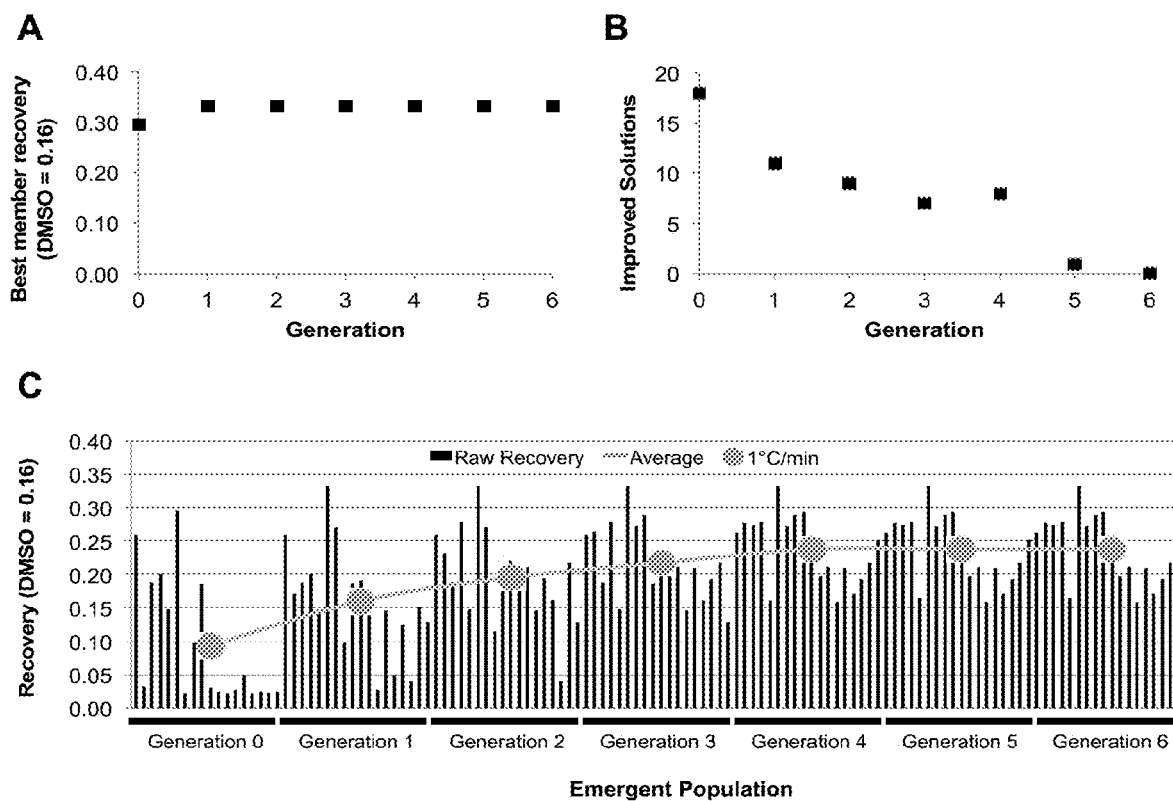 A
Best member recovery
(DMSO = 0.16)
0.40
0.30
0.20
0.10
0.00
0 1 2 3 4 5 6
Generation
B
Improved Solutions
20
15
10
5
0
0 1 2 3 4 5 6
Generation
C
Recovery (DMSO = 0.16)
0.40
0.35
0.30
0.25
0.20
0.15
0.10
0.05
0.00
Raw Recovery Average 1°C/min
Generation 0 Generation 1 Generation 2 Generation 3 Generation 4 Generation 5 Generation 6
Emergent Population